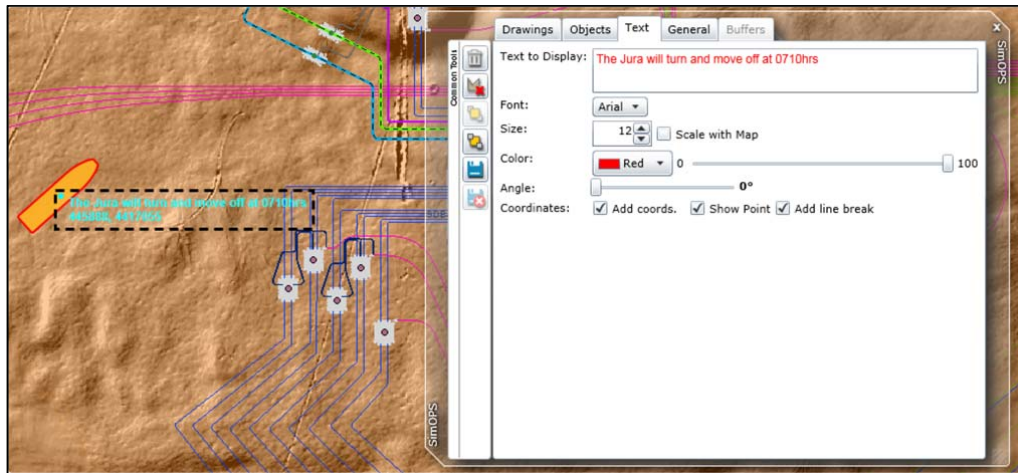 Drawings Objects Text General Buffers
x
SimOPS
Common Tools
Text to Display:
The Jura will turn and move off at 0710hrs
Font:
Arial
Size:
12
Scale with Map
Color:
Red
0
100
Angle:
0°
Coordinates:
Add coords.
Show Point
Add line break
The Jura will turn and move off at 0710hrs
SimOPS